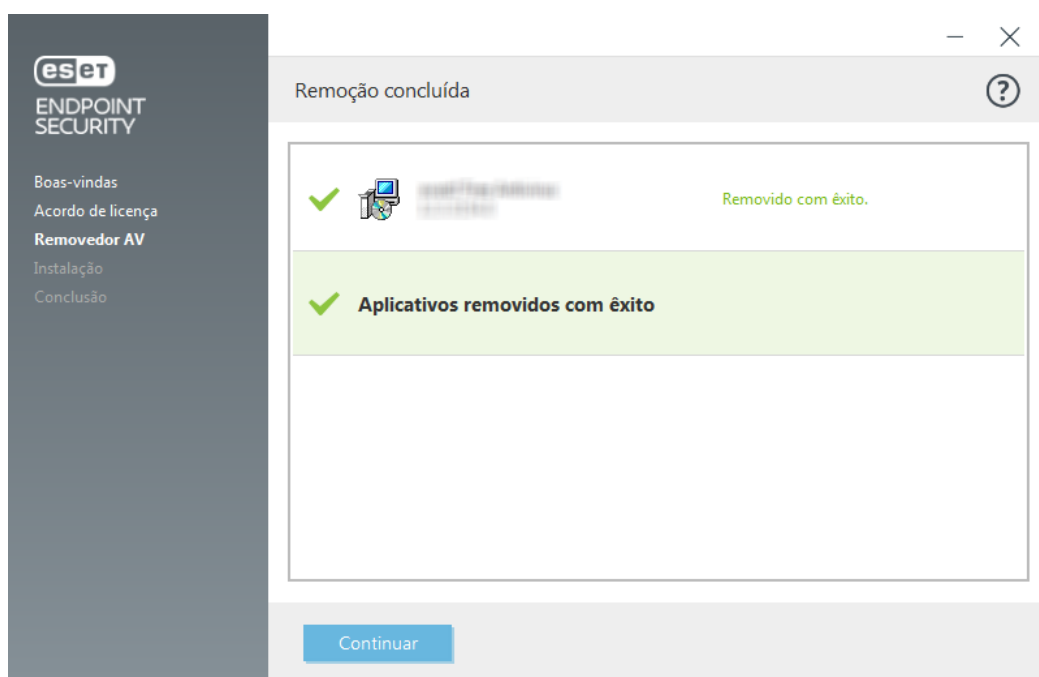 eset
ENDPOINT
SECURITY
Boas-vindas
Acordo de licença
Removedor AV
Instalação
Conclusão
Remoção concluída
?
Removido com êxito.
Aplicativos removidos com êxito
Continuar